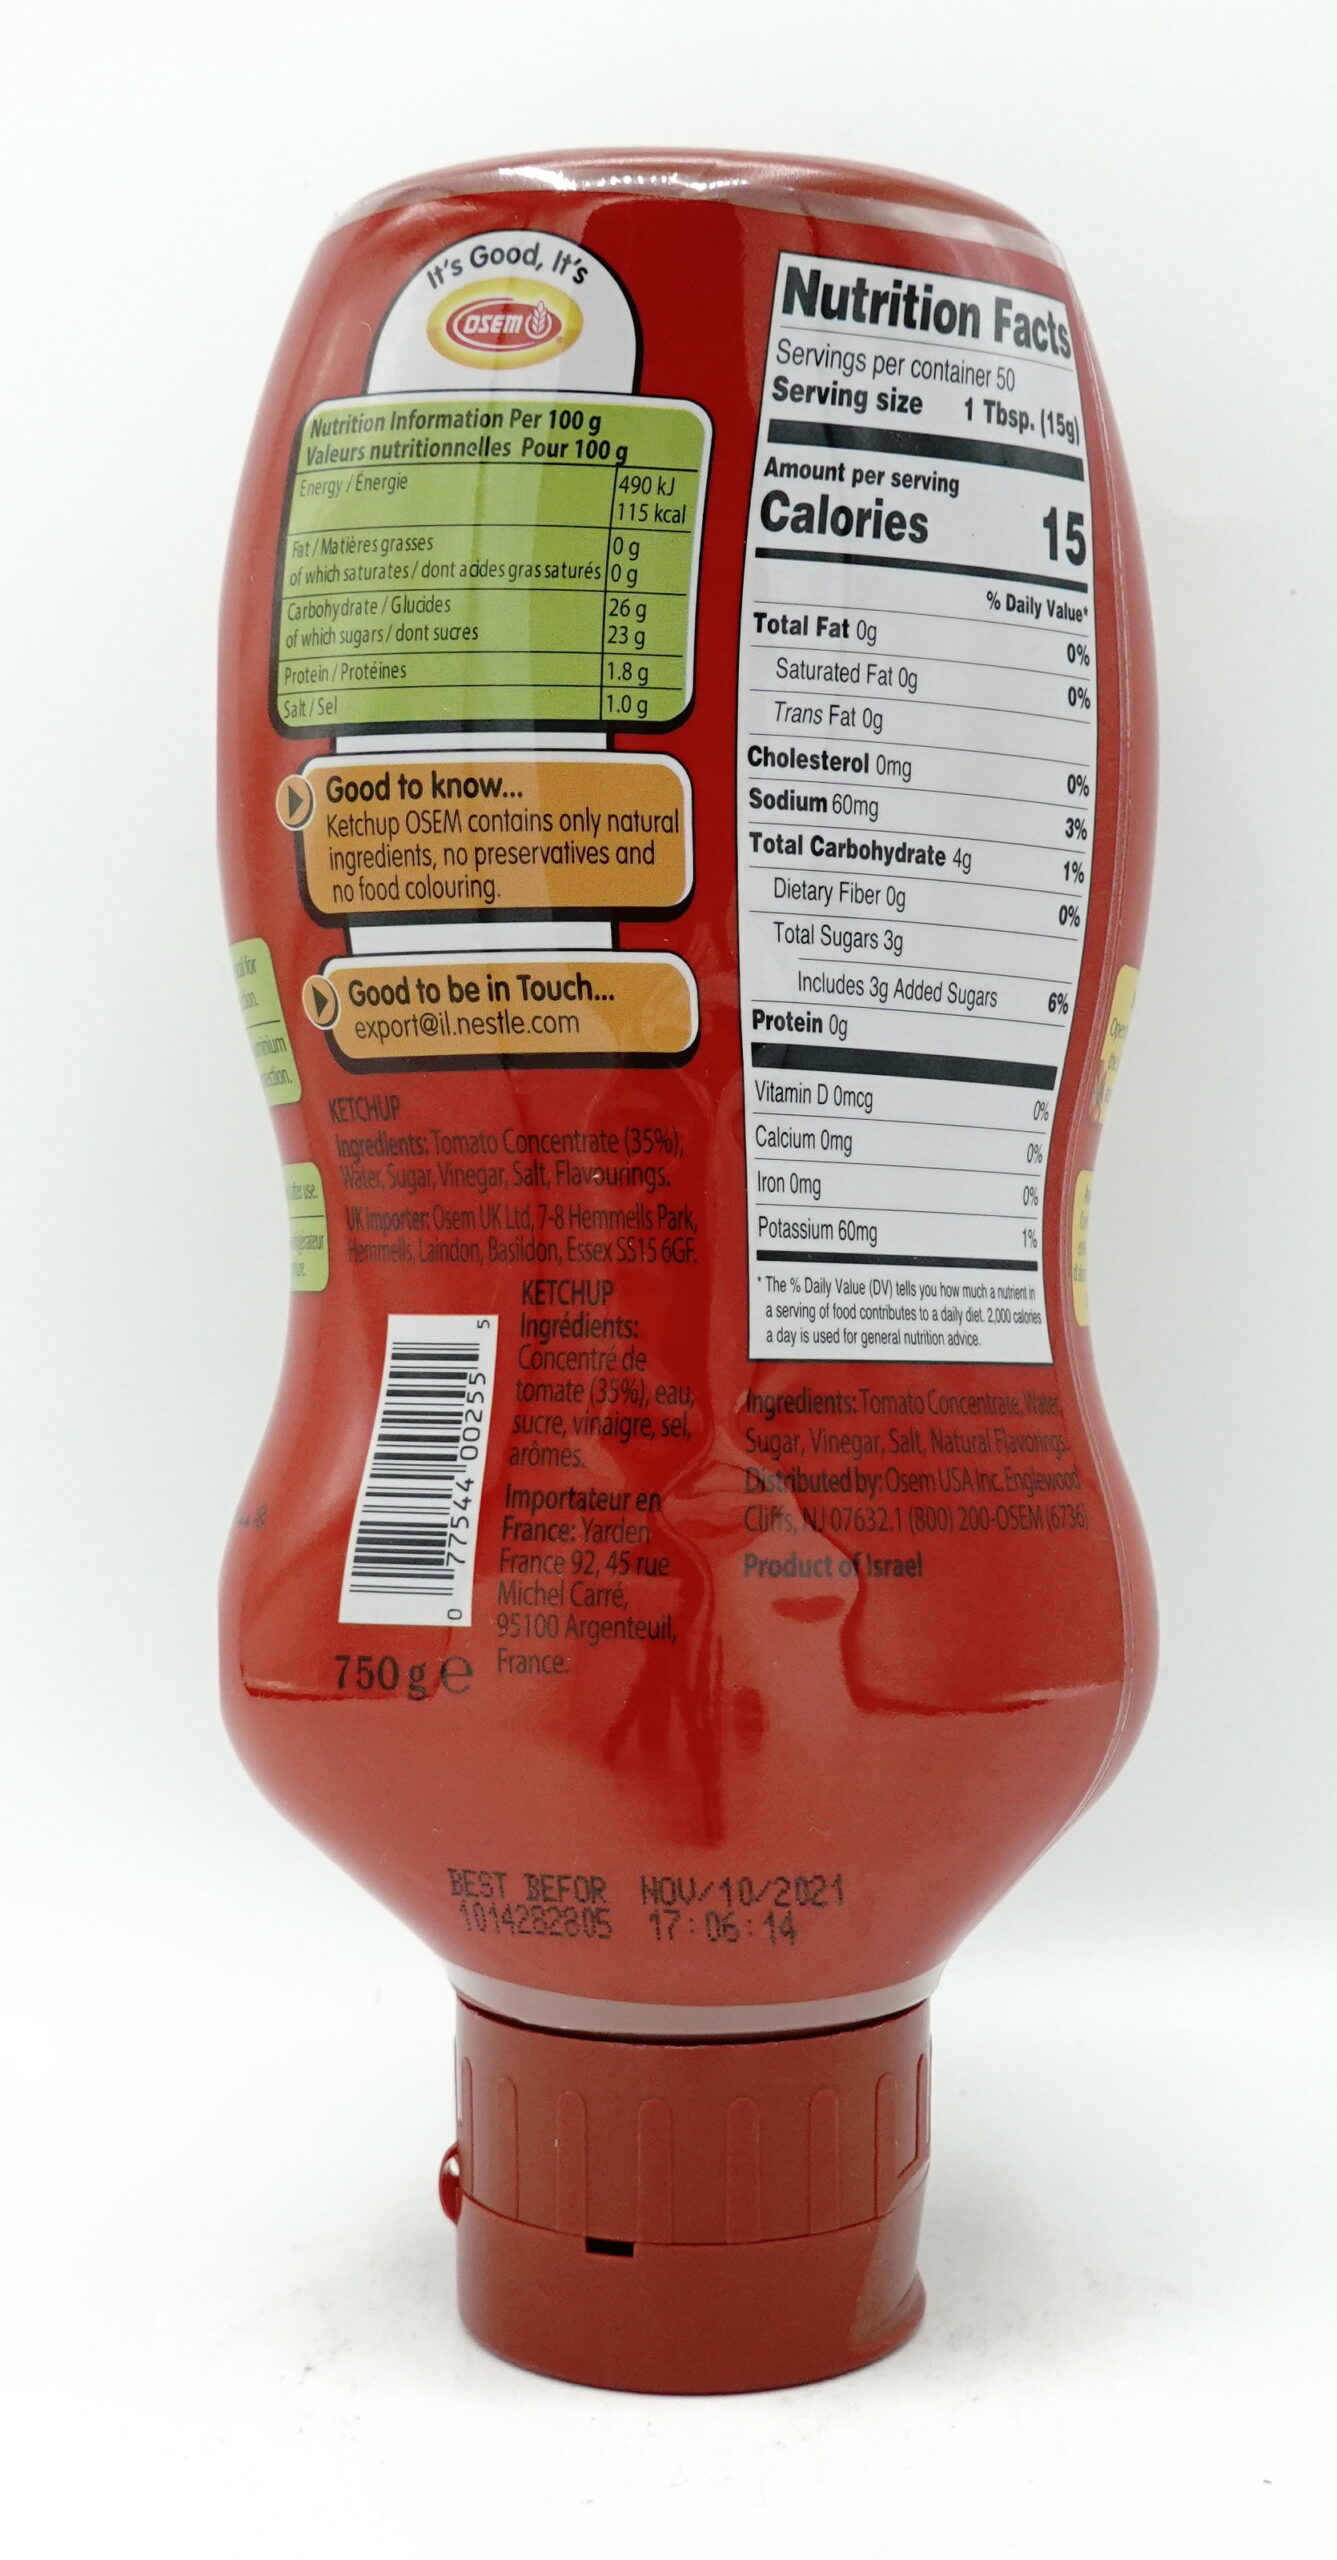 It's Good, It's
OSEM
Nutrition Information Per 100 g
Valeurs nutritionnelles Pour 100 g
Energy / Énergie 490 kJ
115 kcal
Fat / Matières grasses 0 g
of which saturates / dont acides gras saturés 0 g
Carbohydrate / Glucides 26 g
of which sugars / dont sucres 23 g
Protein / Protéines 1.8 g
Salt / Sel 1.0 g
Good to know...
Ketchup OSEM contains only natural
ingredients, no preservatives and
no food colouring.
Good to be in Touch...
export@il.nestle.com
KETCHUP
Ingredients: Tomato Concentrate (35%),
Water, Sugar, Vinegar, Salt, Flavourings.
UK Importer: Osem UK Ltd, 7-8 Hemmells Park,
Hemmells, Laindon, Basildon, Essex SS15 6GF.
KETCHUP
Ingrédients:
Concentré de
tomate (35%), eau,
sucre, vinaigre, sel,
arômes.
Importateur en
France: Yarden
France 92, 45 rue
Michel Carré,
95100 Argenteuil,
France.
0 77544 00255 5
750 g e
Nutrition Facts
Servings per container 50
Serving size 1 Tbsp. (15g)
Amount per serving
Calories 15
% Daily Value*
Total Fat 0g 0%
Saturated Fat 0g 0%
Trans Fat 0g
Cholesterol 0mg 0%
Sodium 60mg 3%
Total Carbohydrate 4g 1%
Dietary Fiber 0g 0%
Total Sugars 3g
Includes 3g Added Sugars 6%
Protein 0g
Vitamin D 0mcg 0%
Calcium 0mg 0%
Iron 0mg 0%
Potassium 60mg 1%
* The % Daily Value (DV) tells you how much a nutrient in
a serving of food contributes to a daily diet. 2,000 calories
a day is used for general nutrition advice.
Ingredients: Tomato Concentrate, Water,
Sugar, Vinegar, Salt, Natural Flavorings.
Distributed by: Osem USA Inc. Englewood
Cliffs, NJ 07632.1 (800) 200-OSEM (6736)
Product of Israel
BEST BEFOR NOV/10/2021
1014282805 17:06:14
for
after use.